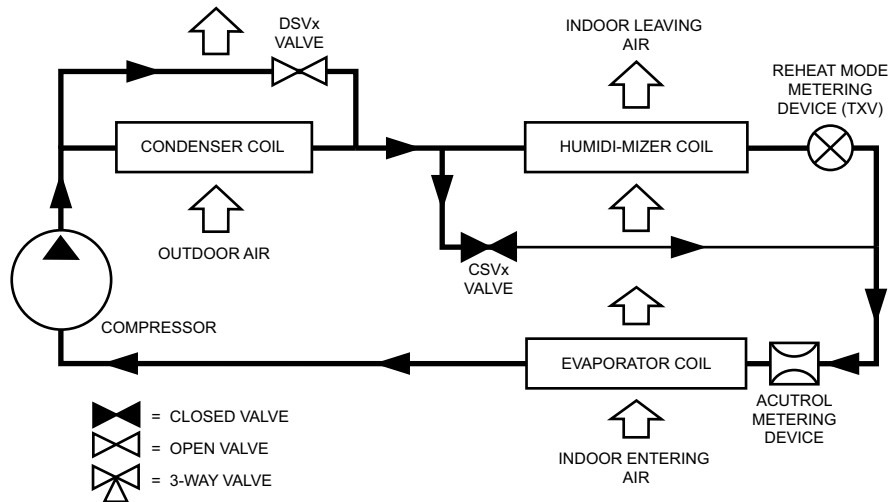 DSVx
VALVE
INDOOR LEAVING
AIR
REHEAT MODE
METERING
DEVICE (TXV)
CONDENSER COIL
HUMIDI-MIZER COIL
OUTDOOR AIR
CSVx
VALVE
COMPRESSOR
EVAPORATOR COIL
ACUTROL
METERING
DEVICE
INDOOR ENTERING
AIR
= CLOSED VALVE
= OPEN VALVE
= 3-WAY VALVE